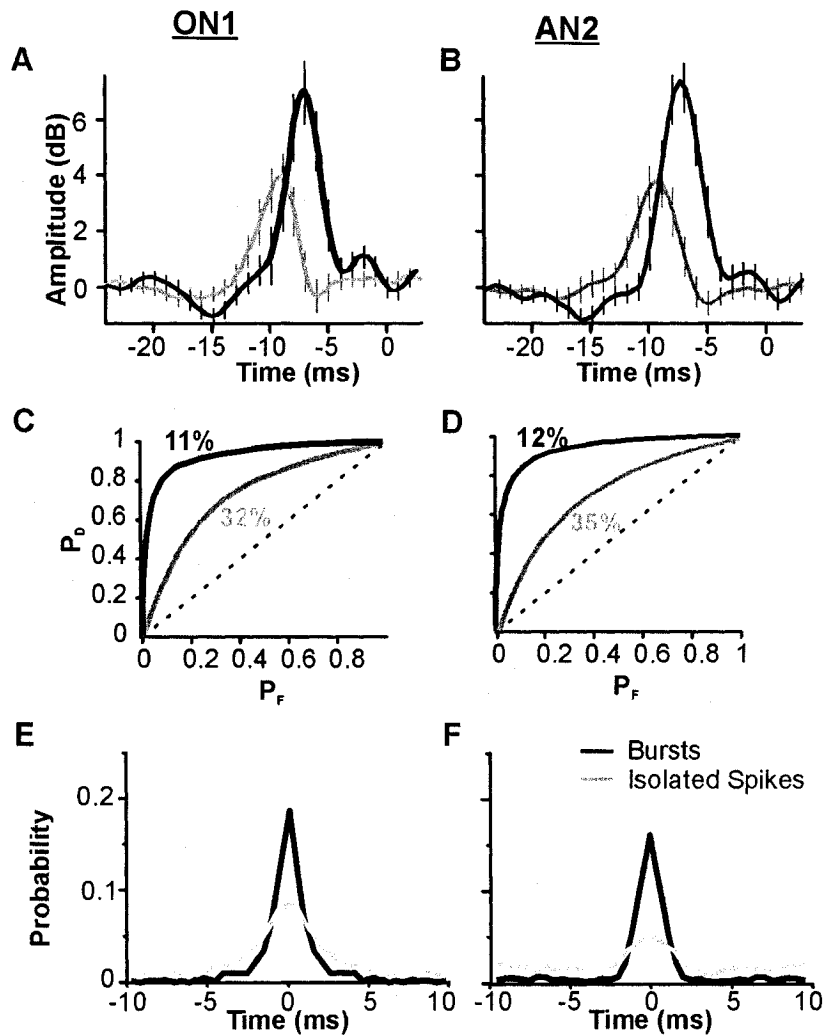 ON1
AN2
A
B
Amplitude (dB)
6
4
2
0
-20 -15 -10 -5 0
Time (ms)
-20 -15 -10 -5 0
Time (ms)
C
D
11%
32%
12%
35%
P_D
1
0.8
0.6
0.4
0.2
0
0 0.2 0.4 0.6 0.8
P_F
0 0.2 0.4 0.6 0.8 1
P_F
E
F
Bursts
Isolated Spikes
Probability
0.2
0.1
0
-10 -5 0 5 10
Time (ms)
-10 -5 0 5 10
Time (ms)